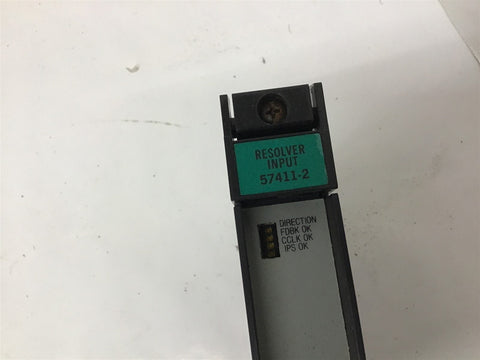 RESOLVER
INPUT
57411-2
DIRECTION
FDBK OK
CCLK OK
IPS OK